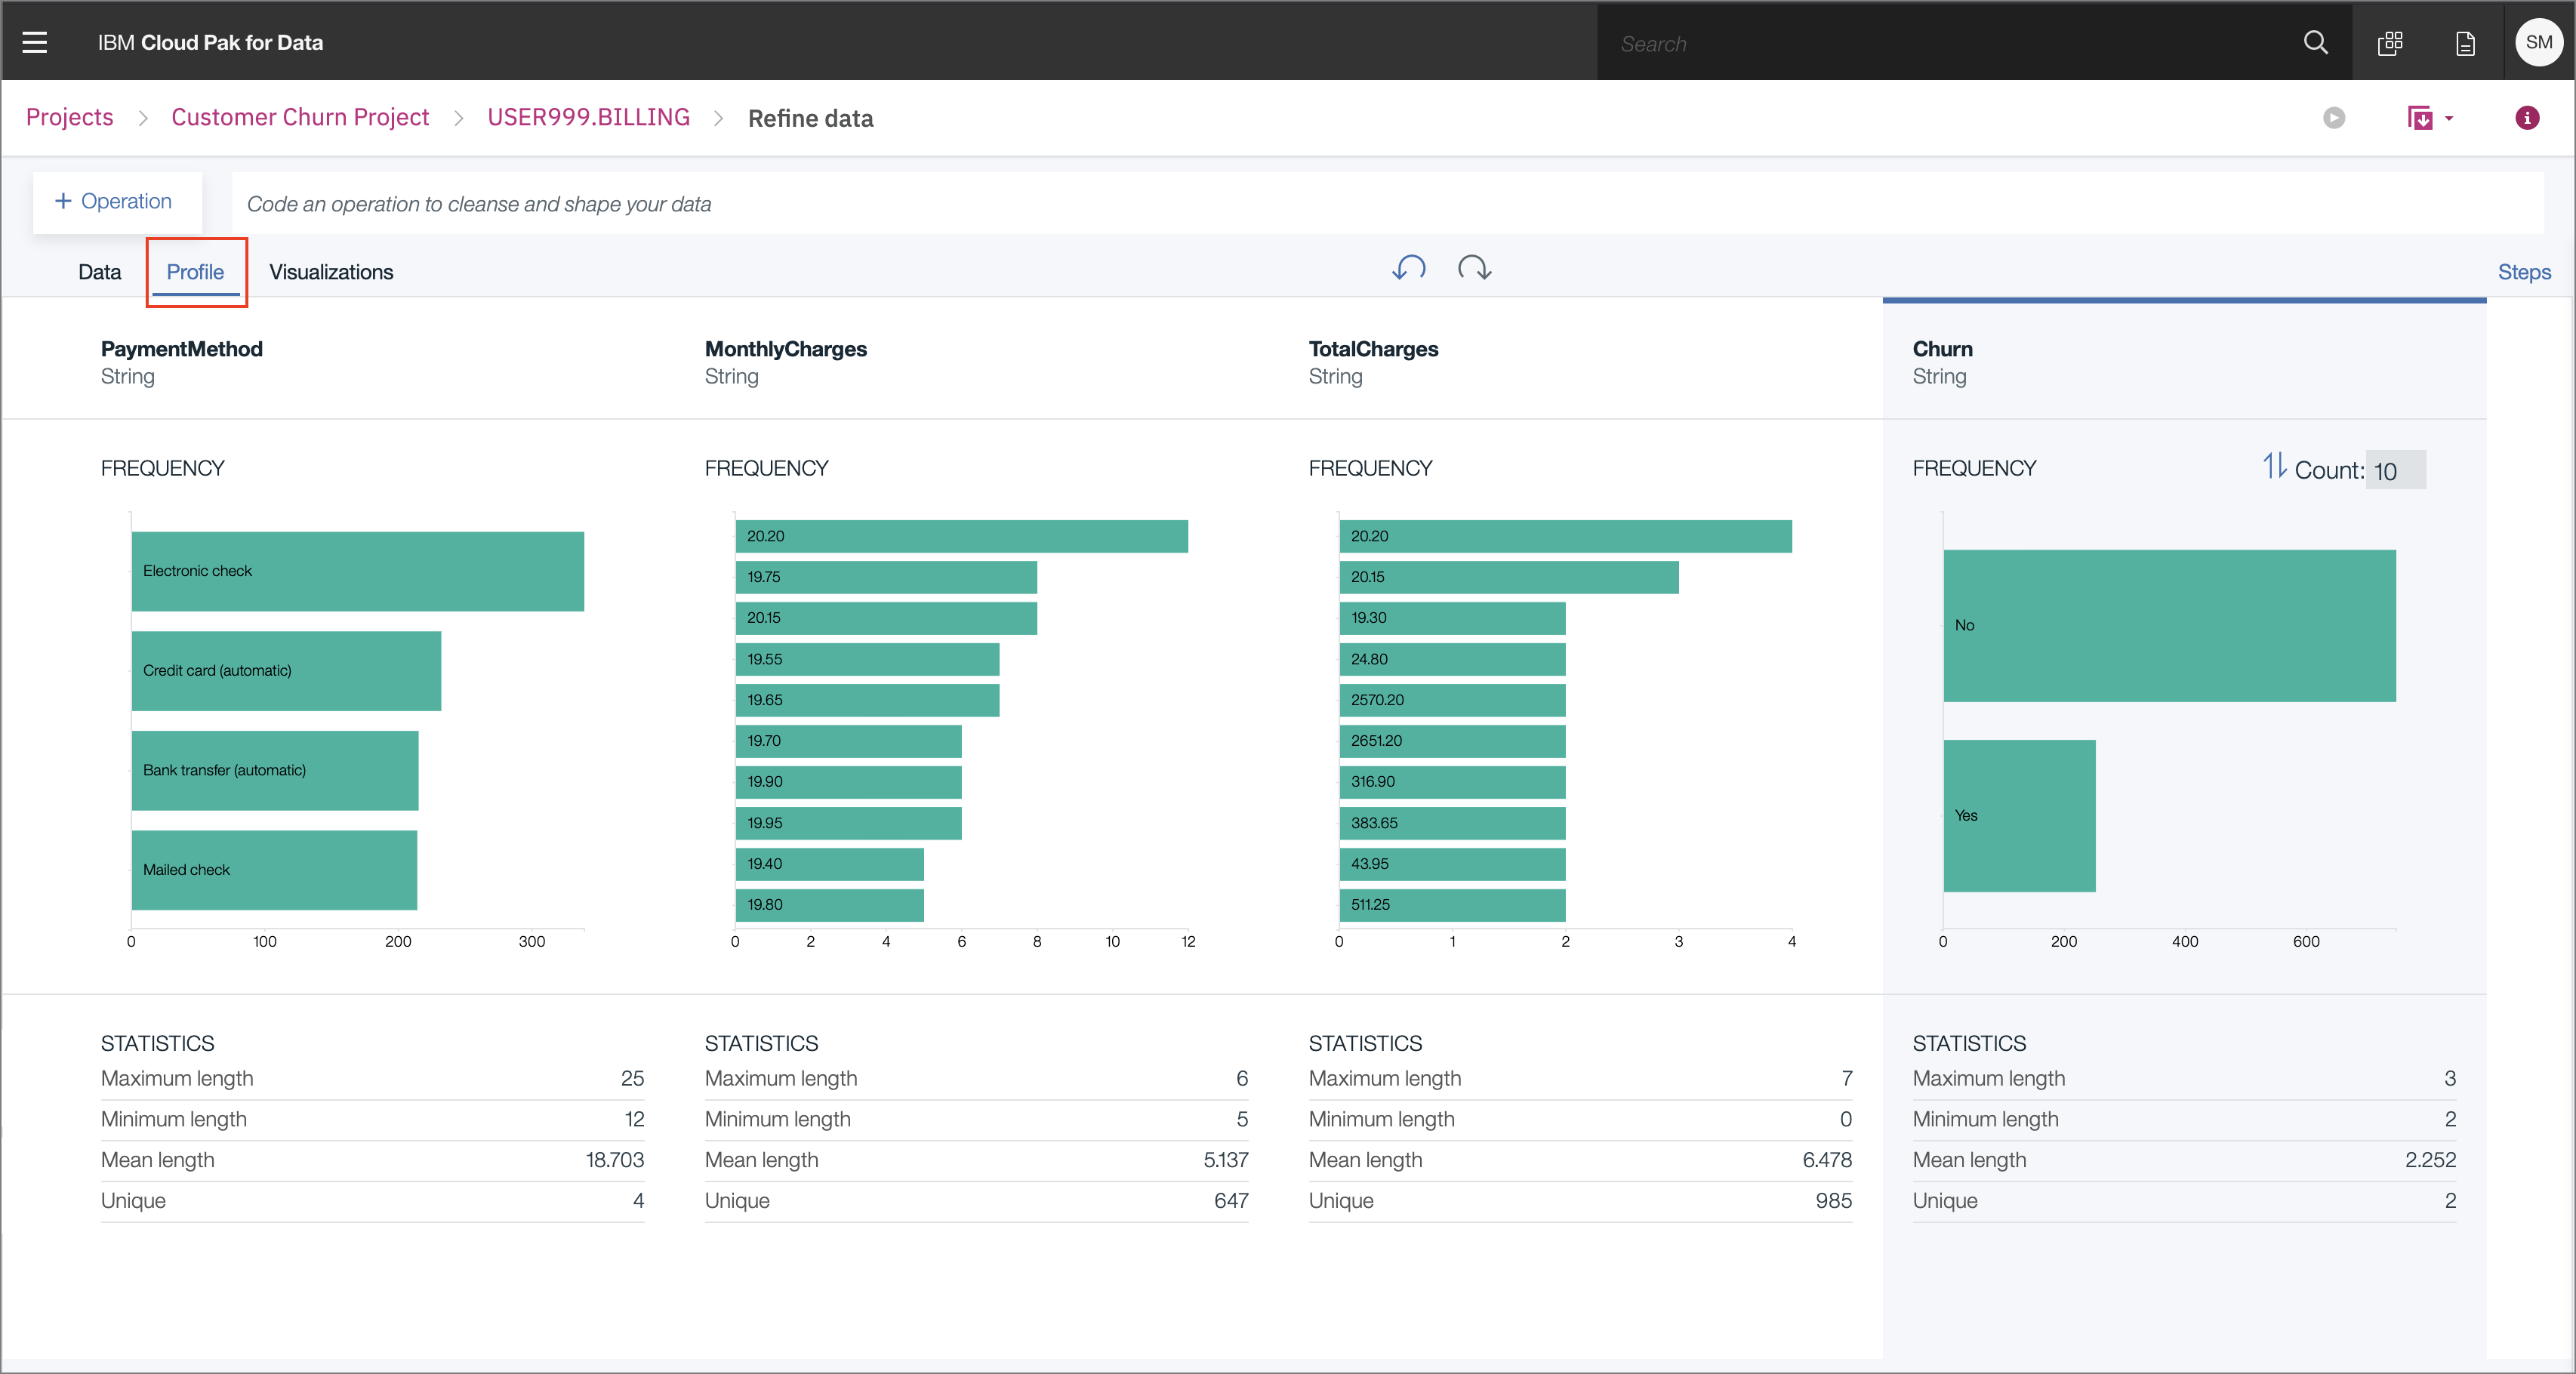 IBM Cloud Pak for Data
Search
SM
Projects > Customer Churn Project > USER999.BILLING > Refine data
+ Operation
Code an operation to cleanse and shape your data
Data
Profile
Visualizations
Steps
PaymentMethod
String
FREQUENCY
Electronic check
Credit card (automatic)
Bank transfer (automatic)
Mailed check
0 100 200 300
STATISTICS
Maximum length 25
Minimum length 12
Mean length 18.703
Unique 4
MonthlyCharges
String
FREQUENCY
20.20
19.75
20.15
19.55
19.65
19.70
19.90
19.95
19.40
19.80
0 2 4 6 8 10 12
STATISTICS
Maximum length 6
Minimum length 5
Mean length 5.137
Unique 647
TotalCharges
String
FREQUENCY
20.20
20.15
19.30
24.80
2570.20
2651.20
316.90
383.65
43.95
511.25
0 1 2 3 4
STATISTICS
Maximum length 7
Minimum length 0
Mean length 6.478
Unique 985
Churn
String
FREQUENCY
Count: 10
No
Yes
0 200 400 600
STATISTICS
Maximum length 3
Minimum length 2
Mean length 2.252
Unique 2